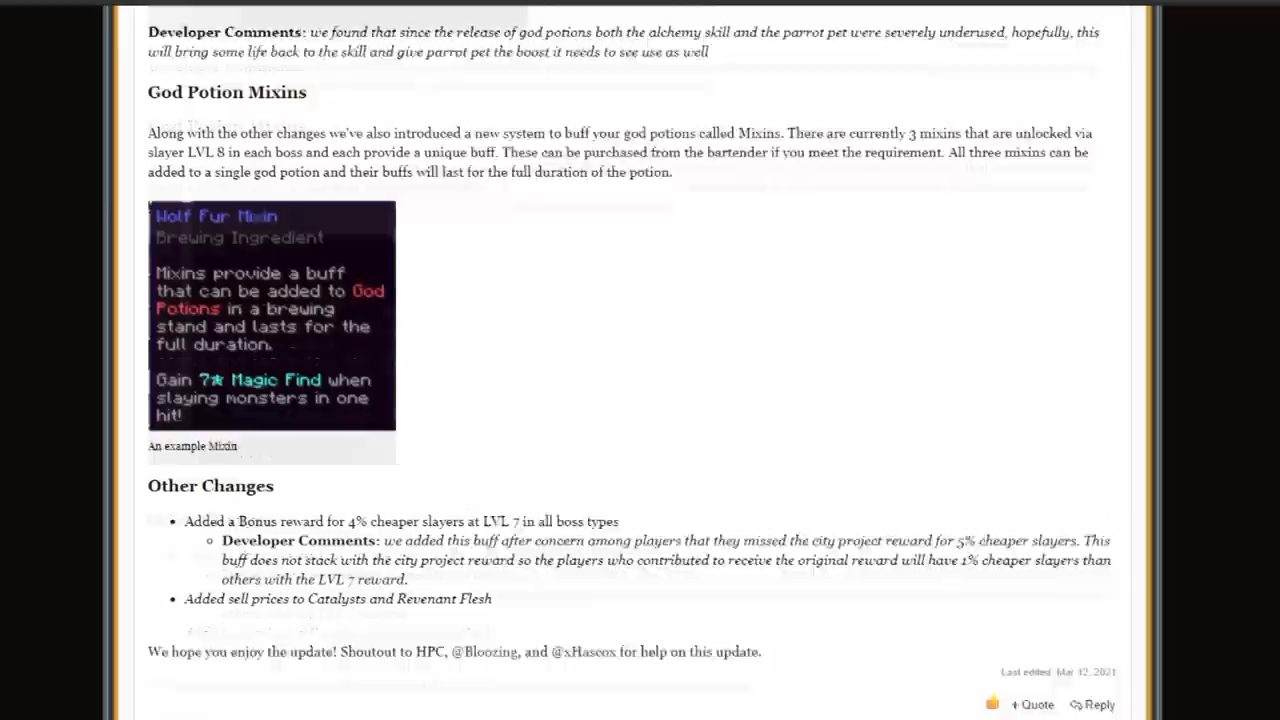 Developer Comments: we found that since the release of god potions both the alchemy skill and the parrot pet were severely underused, hopefully, this
will bring some life back to the skill and give parrot pet the boost it needs to see use as well
God Potion Mixins
Along with the other changes we've also introduced a new system to buff your god potions called Mixins. There are currently 3 mixins that are unlocked via
slayer LVL 8 in each boss and each provide a unique buff. These can be purchased from the bartender if you meet the requirement. All three mixins can be
added to a single god potion and their buffs will last for the full duration of the potion.
Wolf Fur Mixin
Brewing Ingredient
Mixins provide a buff
that can be added to God
Potions in a brewing
stand and lasts for the
full duration.
Gain 7✯ Magic Find when
slaying monsters in one
hit!
An example Mixin
Other Changes
• Added a Bonus reward for 4% cheaper slayers at LVL 7 in all boss types
Developer Comments: we added this buff after concern among players that they missed the city project reward for 5% cheaper slayers. This
buff does not stack with the city project reward so the players who contributed to receive the original reward will have 1% cheaper slayers than
others with the LVL 7 reward.
• Added sell prices to Catalysts and Revenant Flesh
We hope you enjoy the update! Shoutout to HPC, @Bloozing, and @xHascox for help on this update.
Last edited: Mar 12, 2021
+ Quote Reply